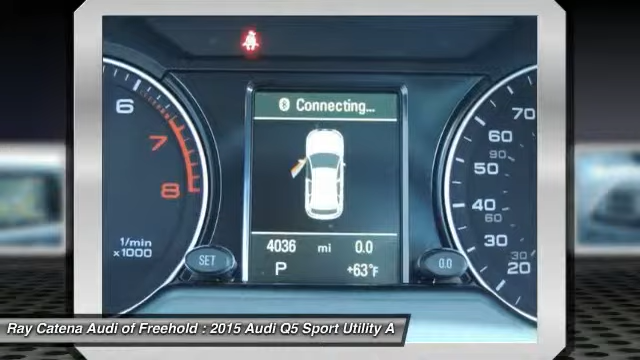 Connecting...
6
7
8
1/min
x1000
SET
4036 mi 0.0
P +63°F
0.0
70
60
90
50
40
60
30
30
20
Ray Catena Audi of Freehold : 2015 Audi Q5 Sport Utility A